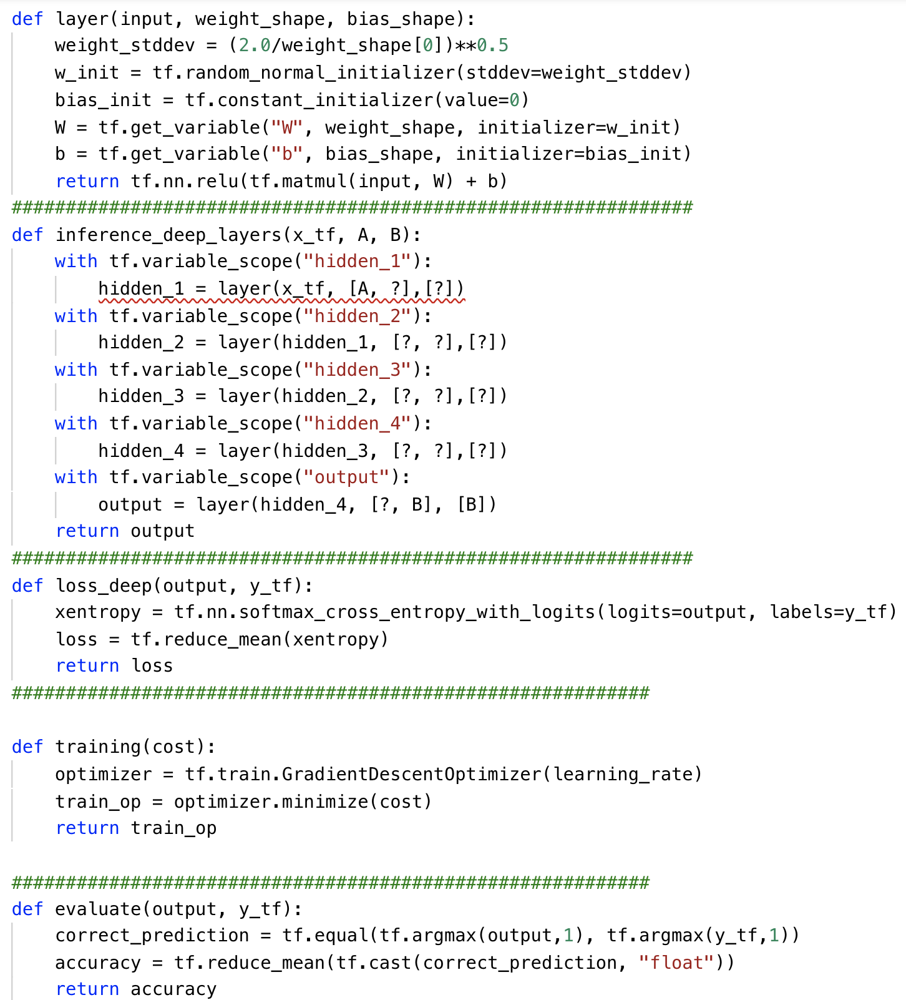 def layer(input, weight_shape, bias_shape):
    weight_stddev = (2.0/weight_shape[0])**0.5
    w_init = tf.random_normal_initializer(stddev=weight_stddev)
    bias_init = tf.constant_initializer(value=0)
    W = tf.get_variable("W", weight_shape, initializer=w_init)
    b = tf.get_variable("b", bias_shape, initializer=bias_init)
    return tf.nn.relu(tf.matmul(input, W) + b)
###############################################################
def inference_deep_layers(x_tf, A, B):
    with tf.variable_scope("hidden_1"):
        hidden_1 = layer(x_tf, [A, ?],[?])
    with tf.variable_scope("hidden_2"):
        hidden_2 = layer(hidden_1, [?, ?],[?])
    with tf.variable_scope("hidden_3"):
        hidden_3 = layer(hidden_2, [?, ?],[?])
    with tf.variable_scope("hidden_4"):
        hidden_4 = layer(hidden_3, [?, ?],[?])
    with tf.variable_scope("output"):
        output = layer(hidden_4, [?, B], [B])
    return output
###############################################################
def loss_deep(output, y_tf):
    xentropy = tf.nn.softmax_cross_entropy_with_logits(logits=output, labels=y_tf)
    loss = tf.reduce_mean(xentropy)
    return loss
###########################################################
def training(cost):
    optimizer = tf.train.GradientDescentOptimizer(learning_rate)
    train_op = optimizer.minimize(cost)
    return train_op
###########################################################
def evaluate(output, y_tf):
    correct_prediction = tf.equal(tf.argmax(output,1), tf.argmax(y_tf,1))
    accuracy = tf.reduce_mean(tf.cast(correct_prediction, "float"))
    return accuracy